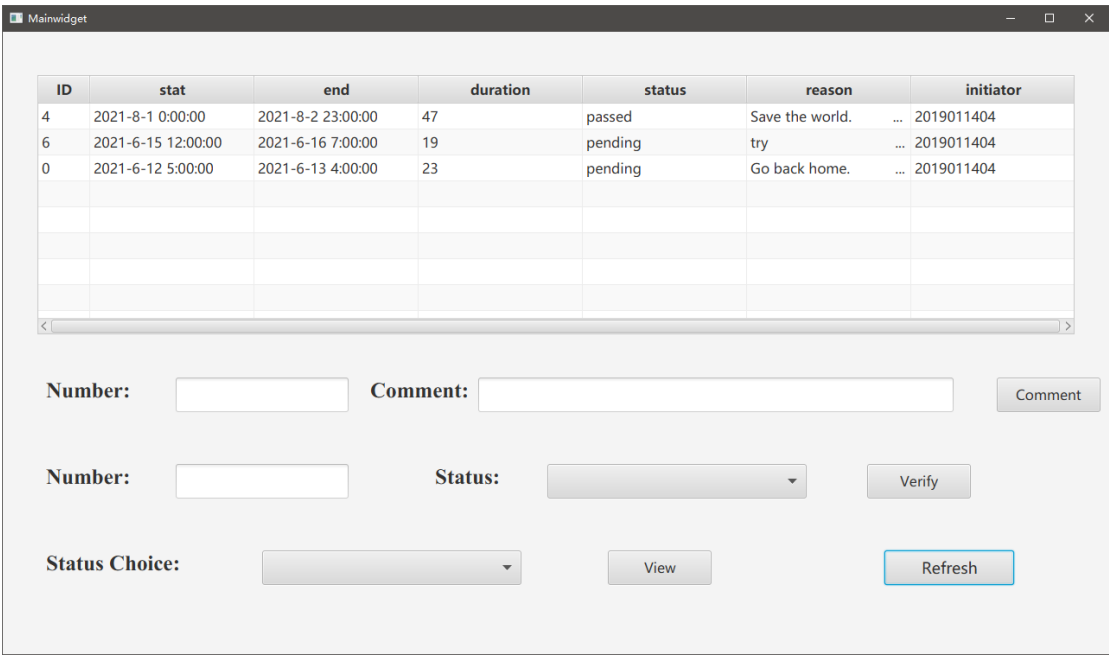 Mainwidget
ID stat end duration status reason initiator
4 2021-8-1 0:00:00 2021-8-2 23:00:00 47 passed Save the world. ... 2019011404
6 2021-6-15 12:00:00 2021-6-16 7:00:00 19 pending try ... 2019011404
0 2021-6-12 5:00:00 2021-6-13 4:00:00 23 pending Go back home. ... 2019011404
Number: Comment: Comment
Number: Status: Verify
Status Choice: View Refresh